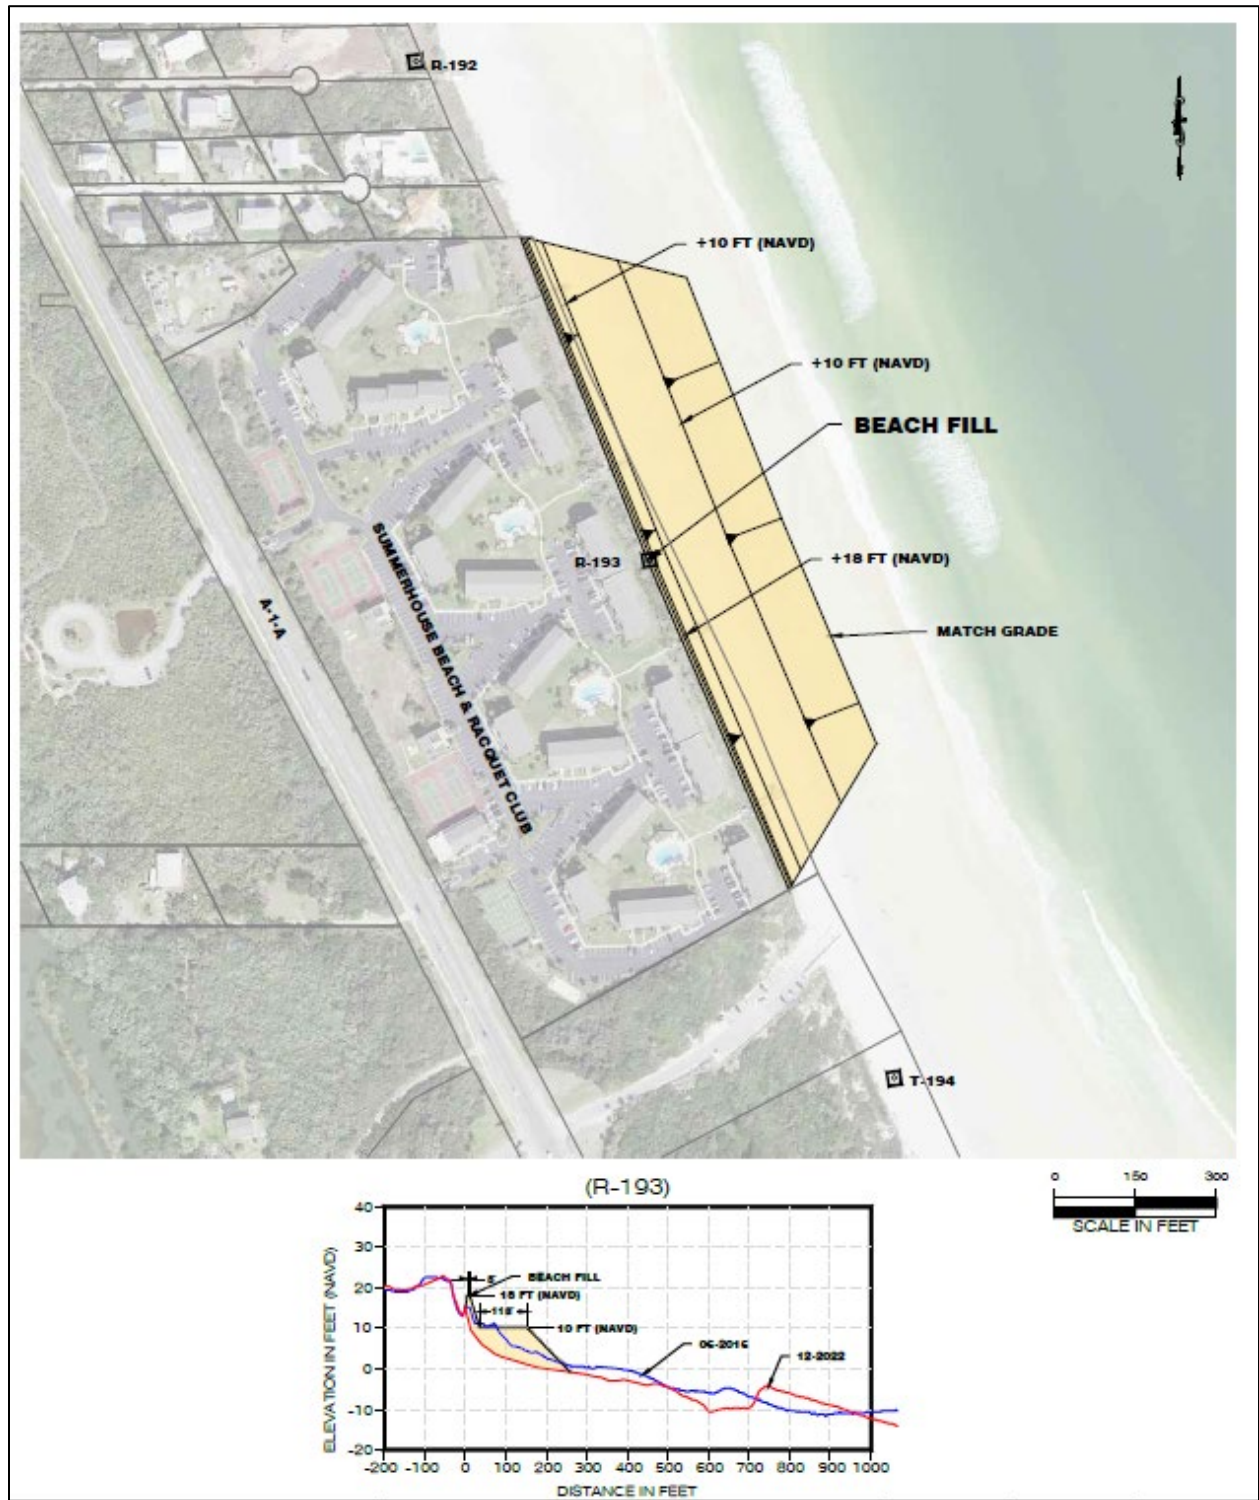 R-192
+10 FT (NAVD)
+10 FT (NAVD)
BEACH FILL
R-193
+18 FT (NAVD)
MATCH GRADE
A-1-A
SUMMERHOUSE BEACH & RACQUET CLUB
T-194
0 150 300
SCALE IN FEET
(R-193)
ELEVATION IN FEET (NAVD)
40
30
20
10
0
-10
-20
BEACH FILL
18 FT (NAVD)
10 FT (NAVD)
06-2016
12-2022
-200 -100 0 100 200 300 400 500 600 700 800 900 1000
DISTANCE IN FEET